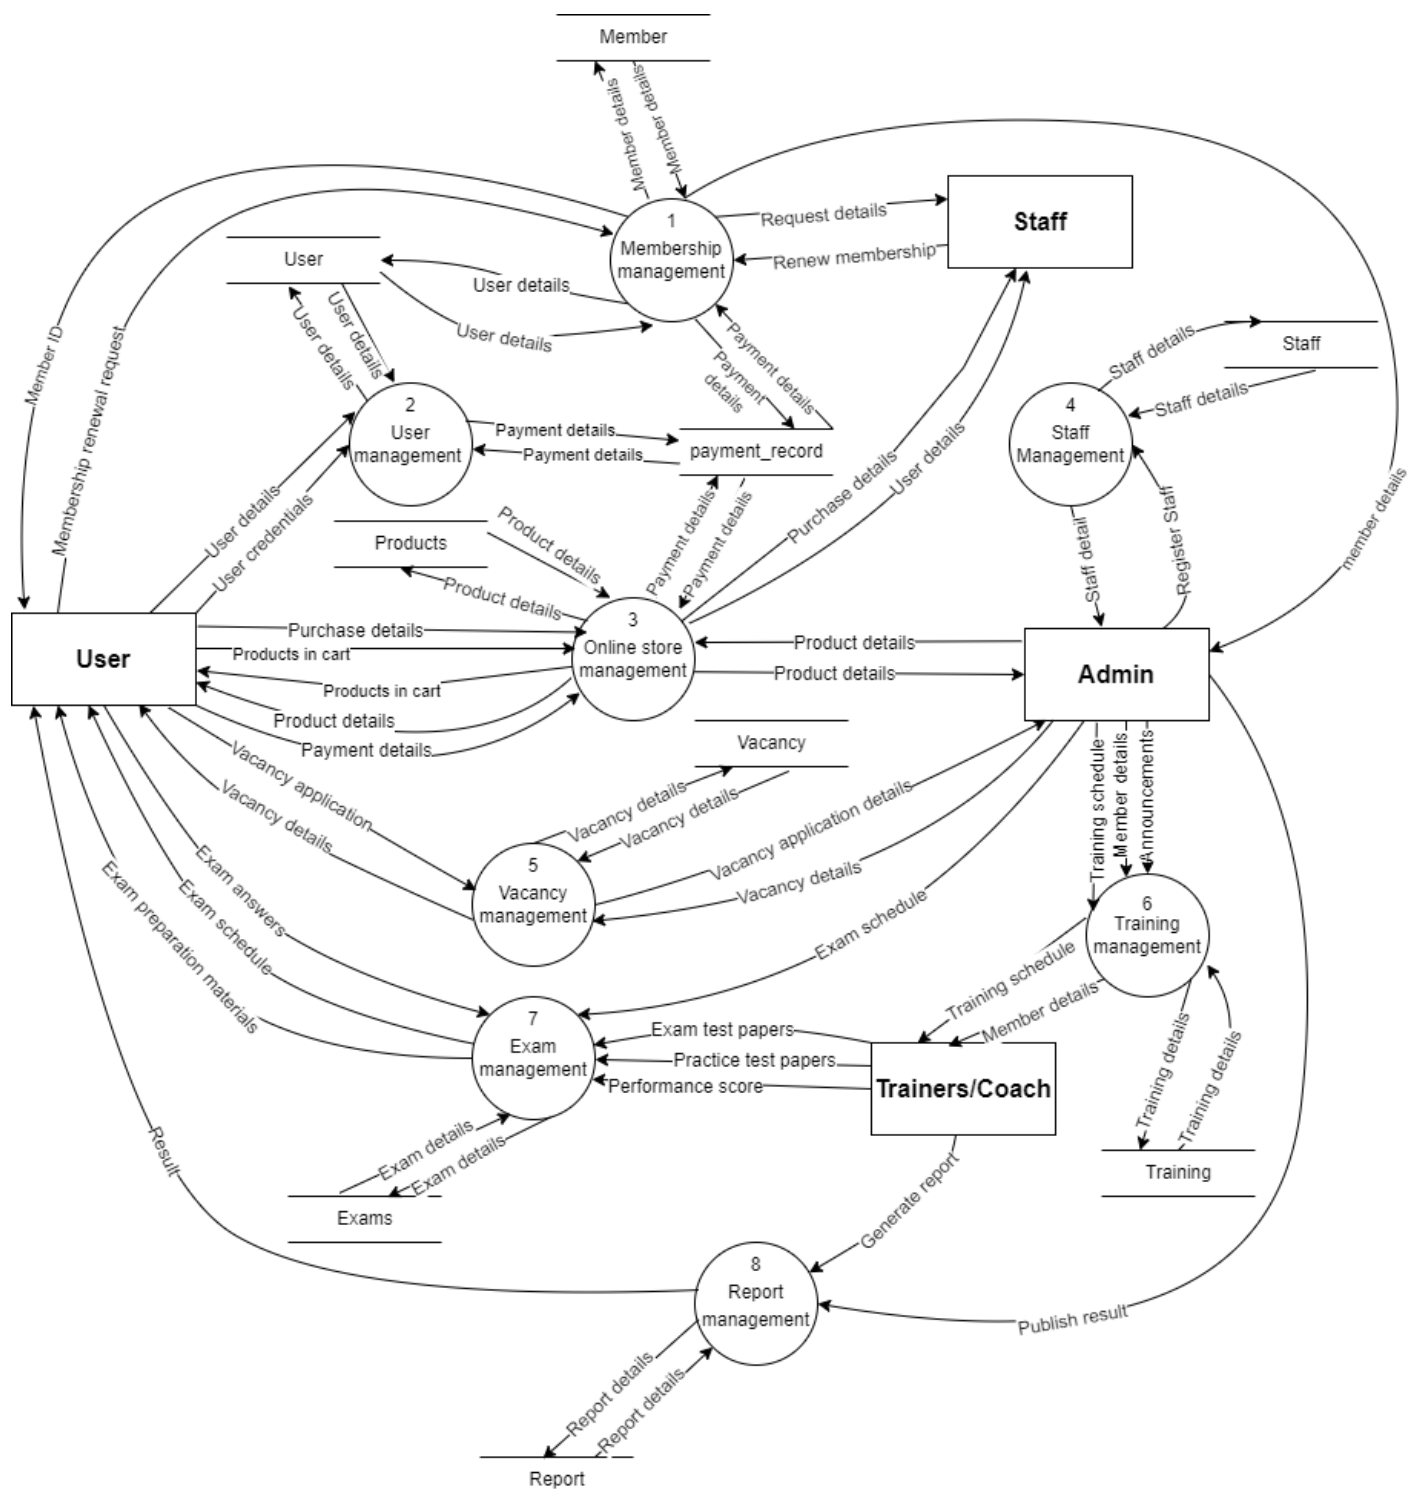 Member
Member details
Member details
1
Membership
management
Request details
Renew membership
Staff
User
User details
User details
User details
User details
Member ID
Membership renewal request
Payment details
Payment
details
Staff details
Staff
Staff details
2
User
management
Payment details
Payment details
payment_record
4
Staff
Management
member details
User details
User credentials
Purchase details
User details
Products
Product details
Product details
Payment details
Payment details
Staff detail
Register Staff
User
Purchase details
Products in cart
Products in cart
Product details
Payment details
3
Online store
management
Product details
Product details
Admin
Vacancy
Vacancy details
Vacancy details
Vacancy application
Vacancy details
5
Vacancy
management
Vacancy application details
Vacancy details
Training schedule
Member details
Announcements
Exam answers
Exam schedule
Exam preparation materials
Exam schedule
6
Training
management
Training schedule
Member details
7
Exam
management
Exam test papers
Practice test papers
Performance score
Trainers/Coach
Training details
Training details
Training
Exam details
Exam details
Exams
Result
Generate report
8
Report
management
Publish result
Report details
Report details
Report